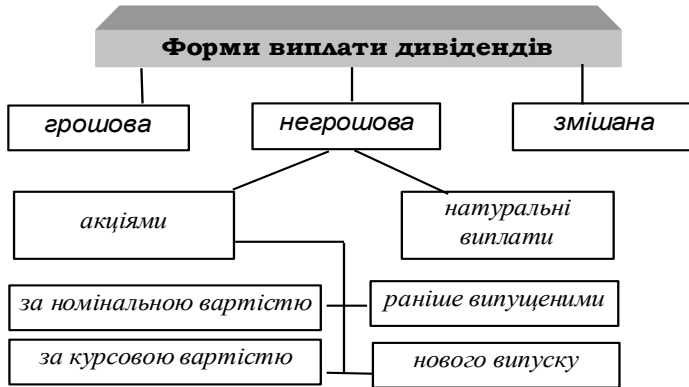 Форми виплати дивідендів
грошова
негрошова
змішана
акціями
натуральні
виплати
за номінальною вартістю
раніше випущеними
за курсовою вартістю
нового випуску